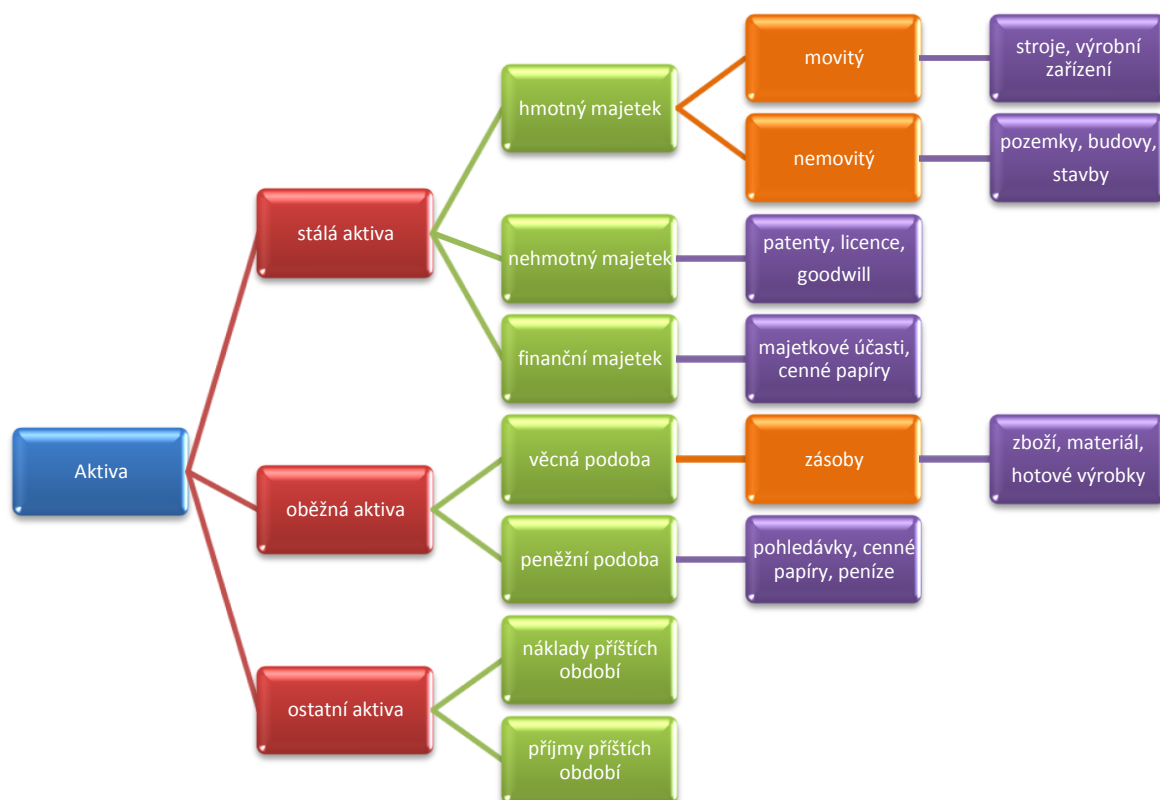 Aktiva
stálá aktiva
hmotný majetek
movitý
stroje, výrobní
zařízení
nemovitý
pozemky, budovy,
stavby
nehmotný majetek
patenty, licence,
goodwill
finanční majetek
majetkové účasti,
cenné papíry
oběžná aktiva
věcná podoba
zásoby
zboží, materiál,
hotové výrobky
peněžní podoba
pohledávky, cenné
papíry, peníze
ostatní aktiva
náklady příštích
období
příjmy příštích
období